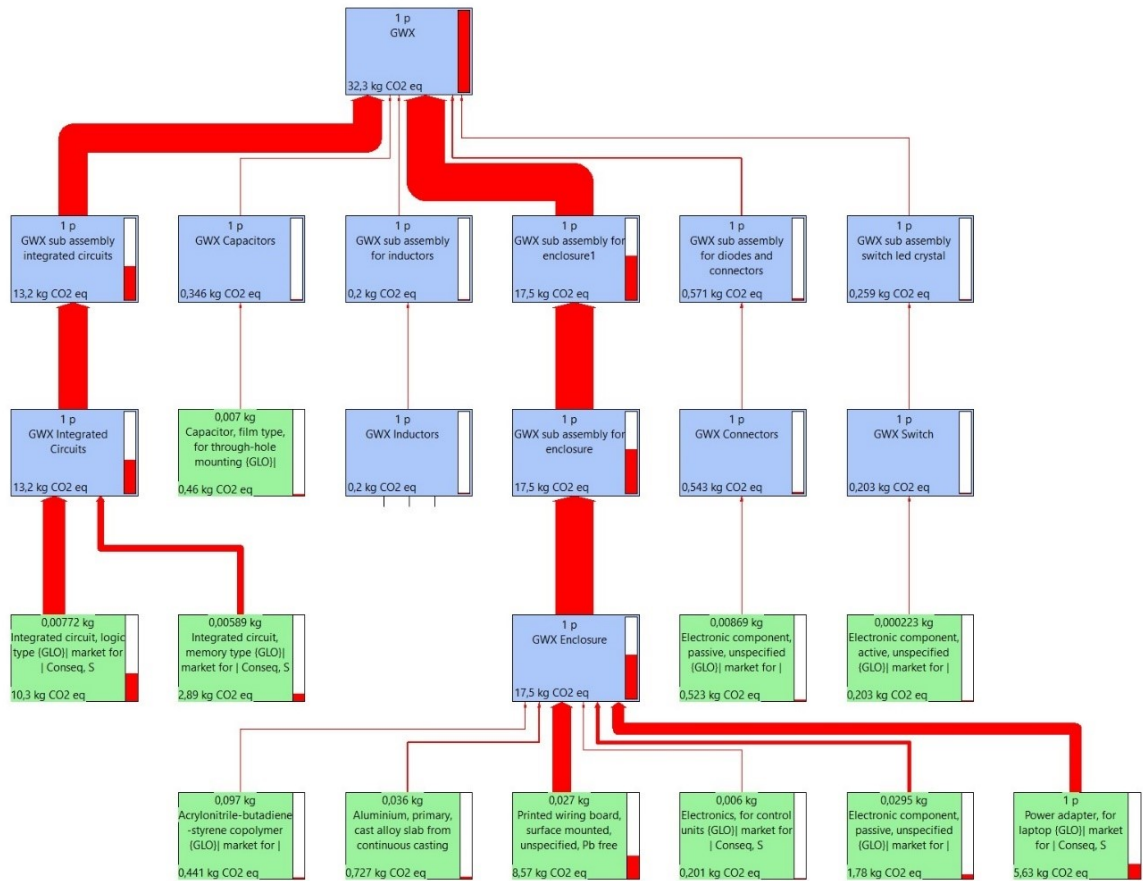 1 p
GWX
32,3 kg CO2 eq
1 p
GWX sub assembly
integrated circuits
13,2 kg CO2 eq
1 p
GWX Capacitors
0,346 kg CO2 eq
1 p
GWX sub assembly
for inductors
0,2 kg CO2 eq
1 p
GWX sub assembly for
enclosure1
17,5 kg CO2 eq
1 p
GWX sub assembly
for diodes and
connectors
0,571 kg CO2 eq
1 p
GWX sub assembly
switch led crystal
0,259 kg CO2 eq
1 p
GWX Integrated
Circuits
13,2 kg CO2 eq
0,007 kg
Capacitor, film type,
for through-hole
mounting {GLO}|
0,46 kg CO2 eq
1 p
GWX Inductors
0,2 kg CO2 eq
1 p
GWX sub assembly for
enclosure
17,5 kg CO2 eq
1 p
GWX Connectors
0,543 kg CO2 eq
1 p
GWX Switch
0,203 kg CO2 eq
0,00772 kg
Integrated circuit, logic
type {GLO}| market for
| Conseq, S
10,3 kg CO2 eq
0,00589 kg
Integrated circuit,
memory type {GLO}|
market for | Conseq, S
2,89 kg CO2 eq
1 p
GWX Enclosure
17,5 kg CO2 eq
0,00869 kg
Electronic component,
passive, unspecified
{GLO}| market for |
0,523 kg CO2 eq
0,000223 kg
Electronic component,
active, unspecified
{GLO}| market for |
0,203 kg CO2 eq
0,097 kg
Acrylonitrile-butadiene
-styrene copolymer
{GLO}| market for |
0,441 kg CO2 eq
0,036 kg
Aluminium, primary,
cast alloy slab from
continuous casting
0,727 kg CO2 eq
0,027 kg
Printed wiring board,
surface mounted,
unspecified, Pb free
8,57 kg CO2 eq
0,006 kg
Electronics, for control
units {GLO}| market for
| Conseq, S
0,201 kg CO2 eq
0,0295 kg
Electronic component,
passive, unspecified
{GLO}| market for |
1,78 kg CO2 eq
1 p
Power adapter, for
laptop {GLO}| market
for | Conseq, S
5,63 kg CO2 eq